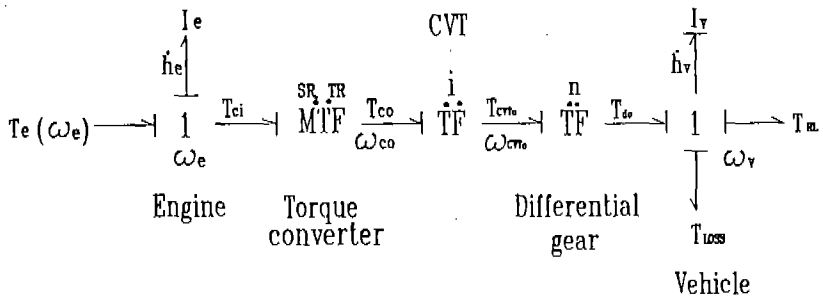 Ie
CVT
Iv
ḣe
ḣv
SR TR
i
n
Te (ωe)
1
Tci
MTF
Tco
TF
TCVTo
TF
Tdo
1
TRL
ωe
ωco
ωCVTo
ωv
Engine
Torque
converter
Differential
gear
TLOSS
Vehicle